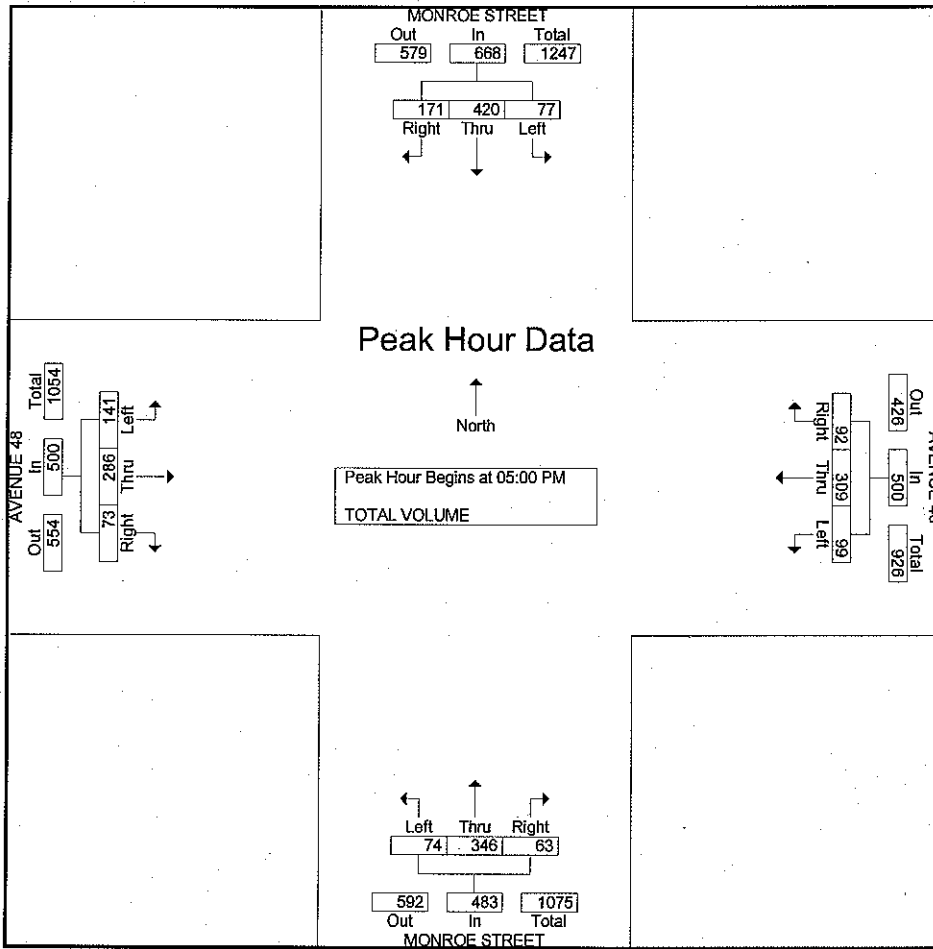 MONROE STREET
Out In Total
579 668 1247
171 420 77
Right Thru Left
Peak Hour Data
North
Peak Hour Begins at 05:00 PM
TOTAL VOLUME
AVENUE 48
Total In Out
1054 500 554
141 286 73
Left Thru Right
Out In Total
426 500 926
92 309 99
Right Thru Left
Left Thru Right
74 346 63
592 483 1075
Out In Total
MONROE STREET